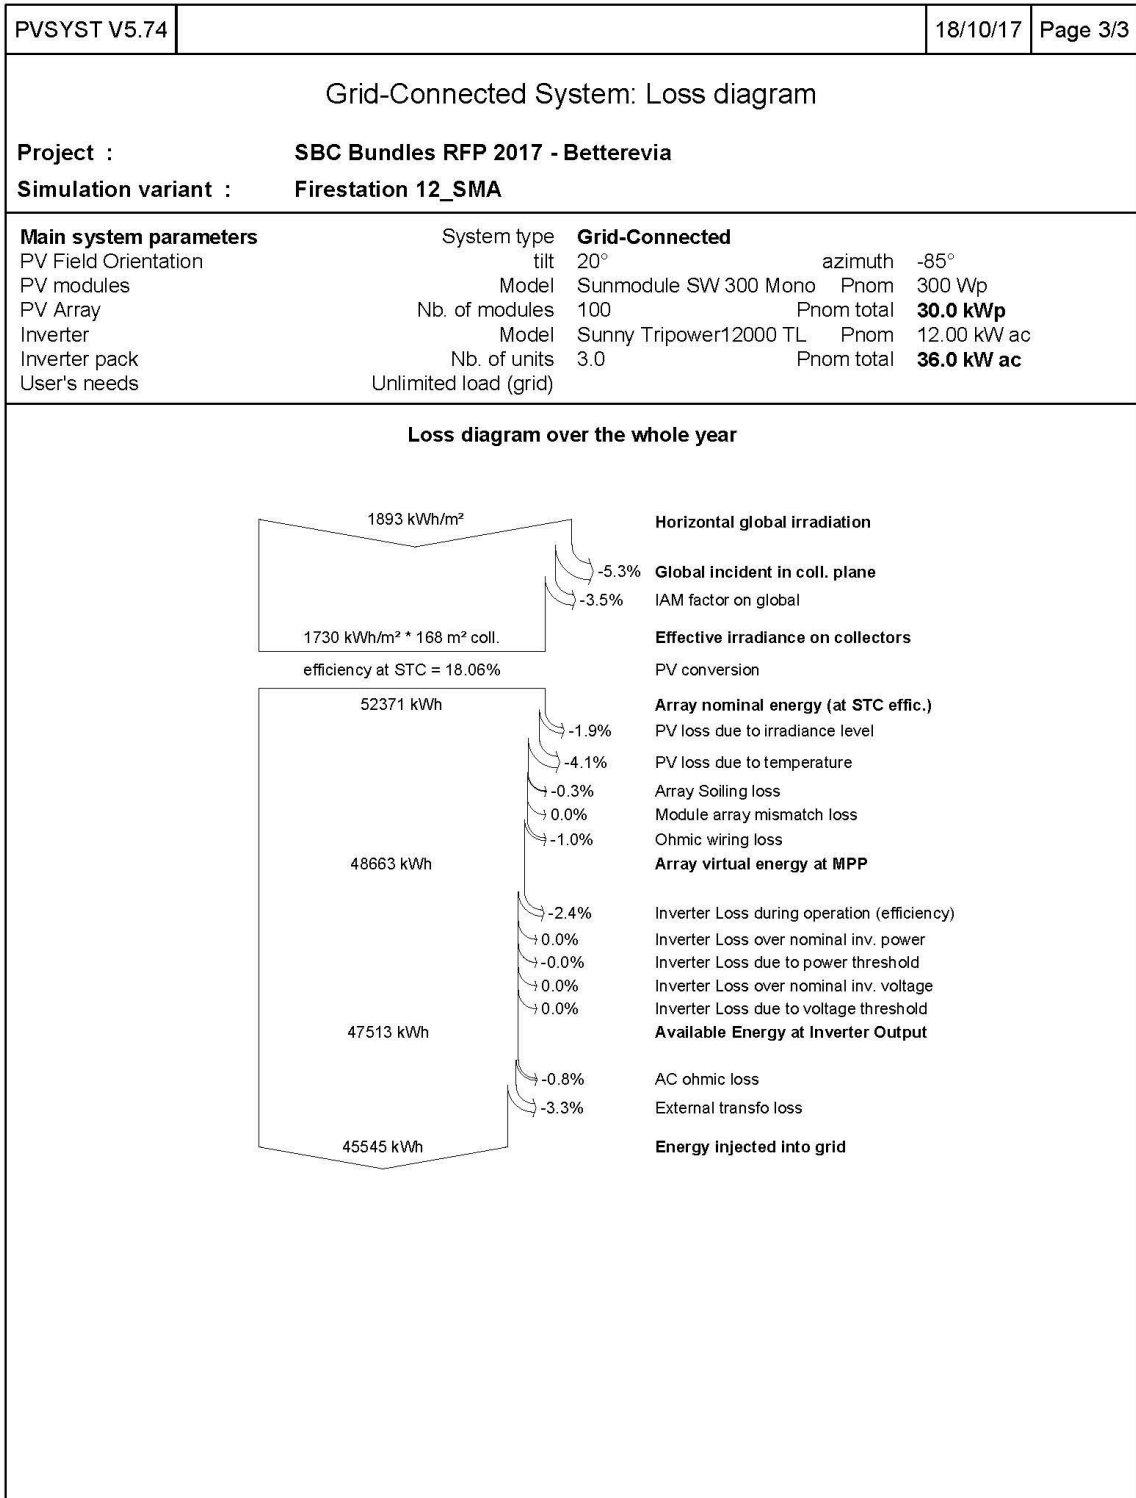 PVSYST V5.74 18/10/17 Page 3/3
Grid-Connected System: Loss diagram
Project : SBC Bundles RFP 2017 - Betterevia
Simulation variant : Firestation 12_SMA
Main system parameters System type Grid-Connected
PV Field Orientation tilt 20° azimuth -85°
PV modules Model Sunmodule SW 300 Mono Pnom 300 Wp
PV Array Nb. of modules 100 Pnom total 30.0 kWp
Inverter Model Sunny Tripower12000 TL Pnom 12.00 kW ac
Inverter pack Nb. of units 3.0 Pnom total 36.0 kW ac
User's needs Unlimited load (grid)
Loss diagram over the whole year
1893 kWh/m² Horizontal global irradiation
-5.3% Global incident in coll. plane
-3.5% IAM factor on global
1730 kWh/m² * 168 m² coll. Effective irradiance on collectors
efficiency at STC = 18.06% PV conversion
52371 kWh Array nominal energy (at STC effic.)
-1.9% PV loss due to irradiance level
-4.1% PV loss due to temperature
-0.3% Array Soiling loss
0.0% Module array mismatch loss
-1.0% Ohmic wiring loss
48663 kWh Array virtual energy at MPP
-2.4% Inverter Loss during operation (efficiency)
0.0% Inverter Loss over nominal inv. power
-0.0% Inverter Loss due to power threshold
0.0% Inverter Loss over nominal inv. voltage
0.0% Inverter Loss due to voltage threshold
47513 kWh Available Energy at Inverter Output
-0.8% AC ohmic loss
-3.3% External transfo loss
45545 kWh Energy injected into grid